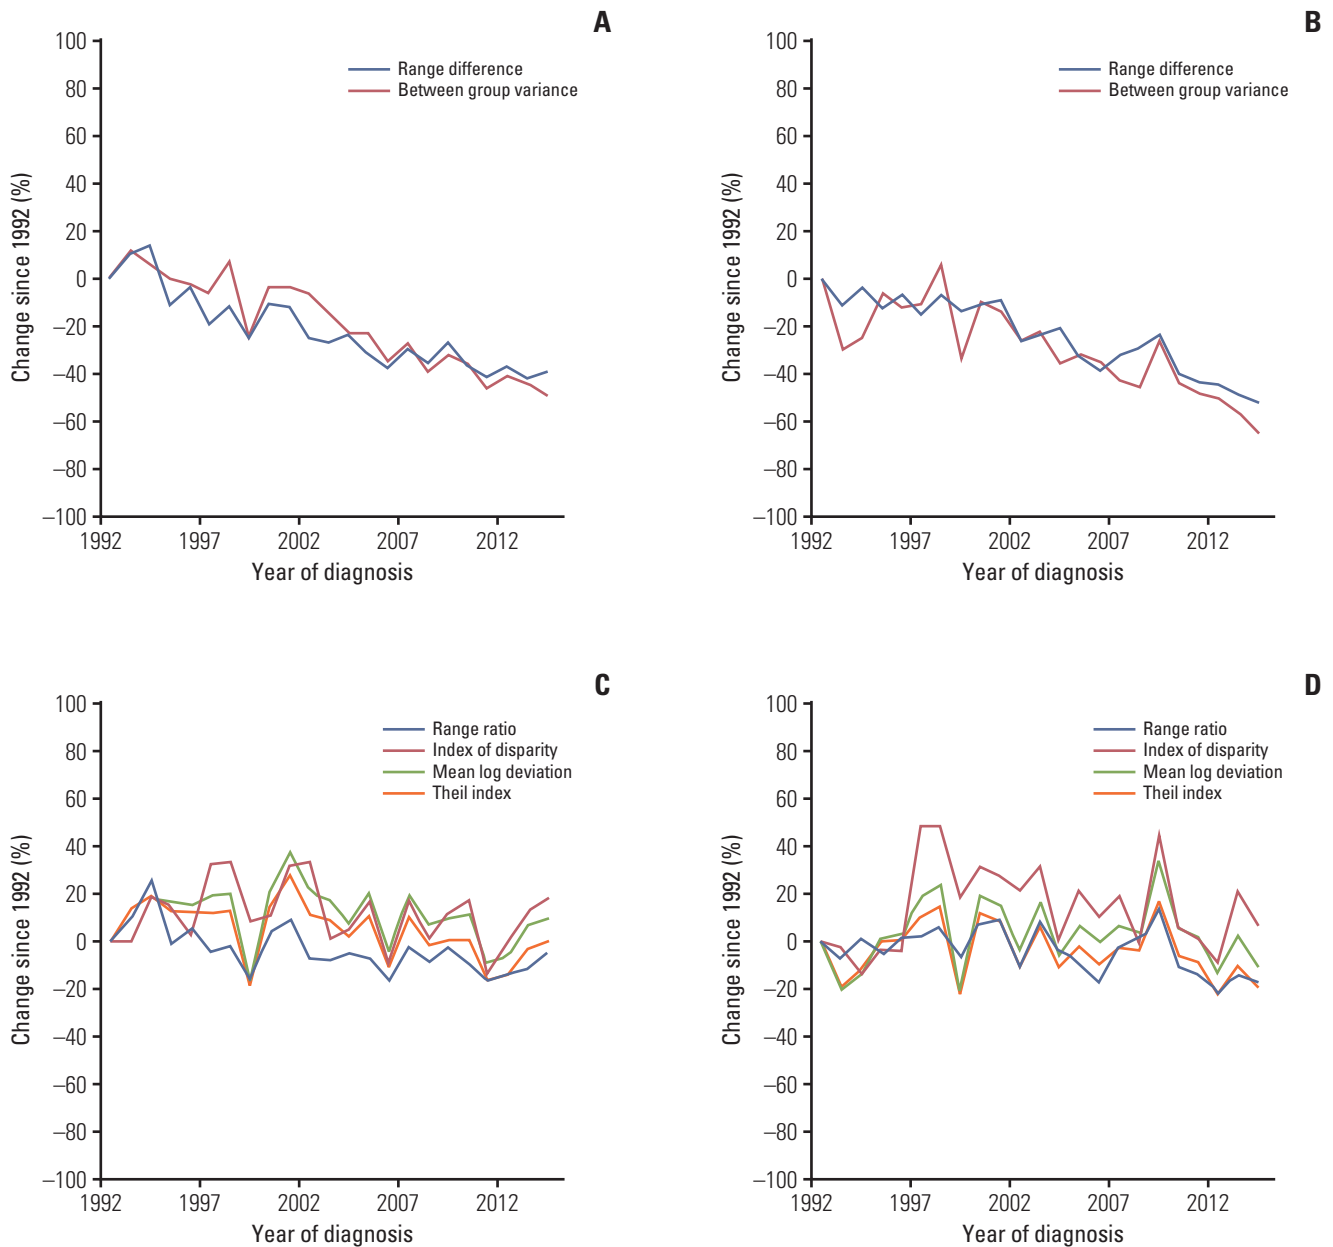 A
100
80
60
40
20
0
–20
–40
–60
–80
–100
Change since 1992 (%)
Range difference
Between group variance
1992 1997 2002 2007 2012
Year of diagnosis
B
100
80
60
40
20
0
–20
–40
–60
–80
–100
Change since 1992 (%)
Range difference
Between group variance
1992 1997 2002 2007 2012
Year of diagnosis
C
100
80
60
40
20
0
–20
–40
–60
–80
–100
Change since 1992 (%)
Range ratio
Index of disparity
Mean log deviation
Theil index
1992 1997 2002 2007 2012
Year of diagnosis
D
100
80
60
40
20
0
–20
–40
–60
–80
–100
Change since 1992 (%)
Range ratio
Index of disparity
Mean log deviation
Theil index
1992 1997 2002 2007 2012
Year of diagnosis